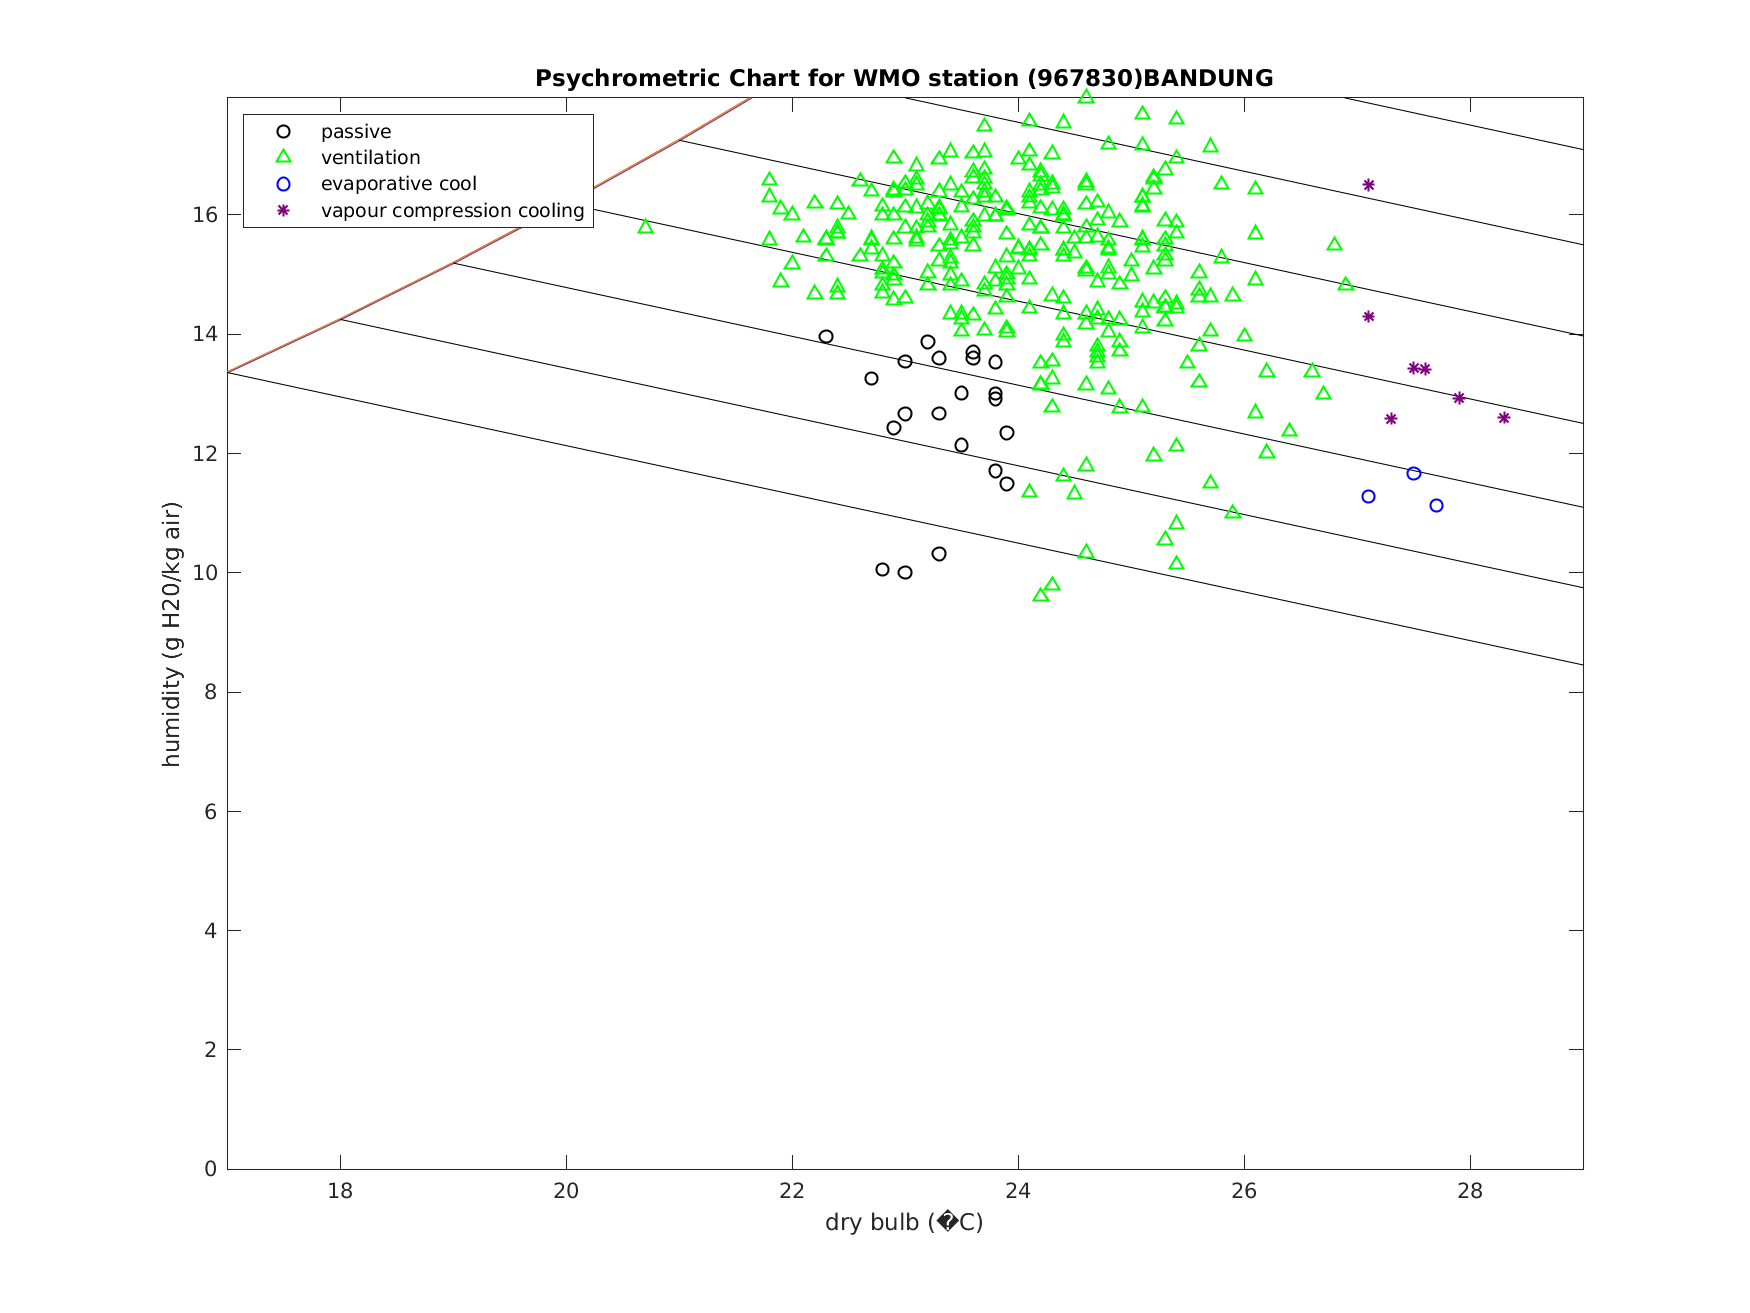 Psychrometric Chart for WMO station (967830)BANDUNG
passive
ventilation
evaporative cool
vapour compression cooling
16
14
12
10
8
6
4
2
0
humidity (g H20/kg air)
18 20 22 24 26 28
dry bulb (�C)